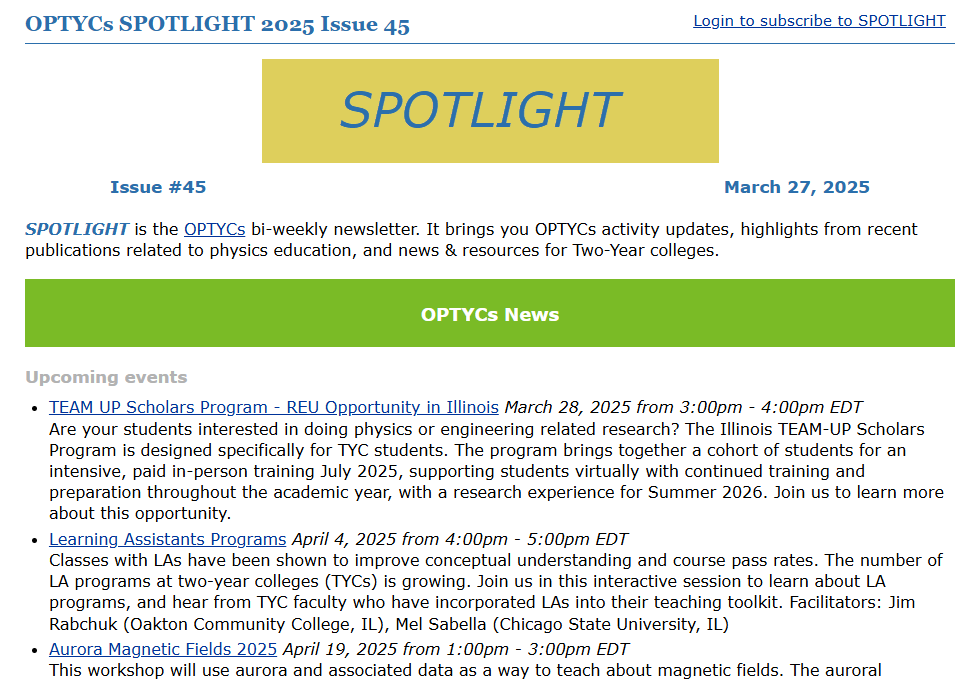 OPTYCs SPOTLIGHT 2025 Issue 45
Login to subscribe to SPOTLIGHT
SPOTLIGHT
Issue #45
March 27, 2025
SPOTLIGHT is the OPTYCs bi-weekly newsletter. It brings you OPTYCs activity updates, highlights from recent
publications related to physics education, and news & resources for Two-Year colleges.
OPTYCs News
Upcoming events
• TEAM UP Scholars Program - REU Opportunity in Illinois March 28, 2025 from 3:00pm - 4:00pm EDT
Are your students interested in doing physics or engineering related research? The Illinois TEAM-UP Scholars
Program is designed specifically for TYC students. The program brings together a cohort of students for an
intensive, paid in-person training July 2025, supporting students virtually with continued training and
preparation throughout the academic year, with a research experience for Summer 2026. Join us to learn more
about this opportunity.
• Learning Assistants Programs April 4, 2025 from 4:00pm - 5:00pm EDT
Classes with LAs have been shown to improve conceptual understanding and course pass rates. The number of
LA programs at two-year colleges (TYCs) is growing. Join us in this interactive session to learn about LA
programs, and hear from TYC faculty who have incorporated LAs into their teaching toolkit. Facilitators: Jim
Rabchuk (Oakton Community College, IL), Mel Sabella (Chicago State University, IL)
• Aurora Magnetic Fields 2025 April 19, 2025 from 1:00pm - 3:00pm EDT
This workshop will use aurora and associated data as a way to teach about magnetic fields. The auroral